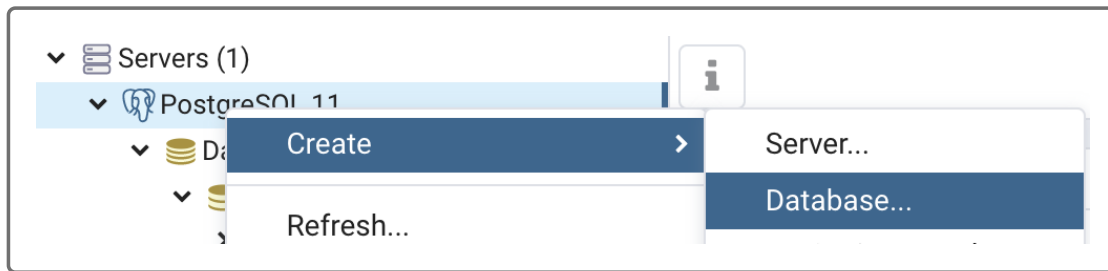 Servers (1)
PostgreSQL 11
Create
Server...
Database...
Refresh...